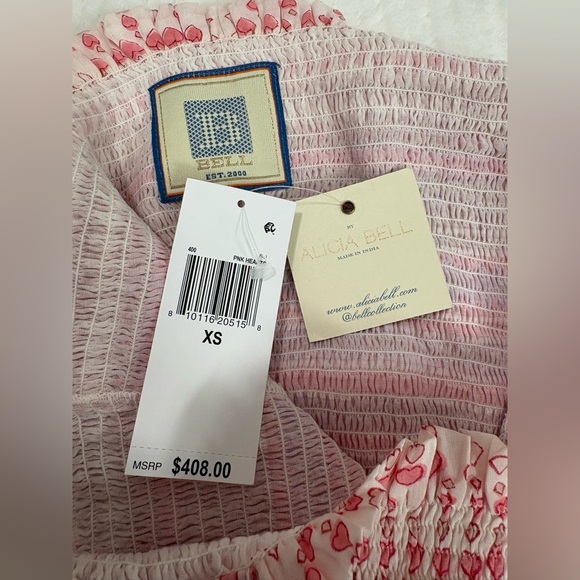 BELL
EST. 2000
400
PNK HEA
8 10116 20515 8
XS
MSRP $408.00
BY
ALICIA BELL
MADE IN INDIA
www.aliciabell.com
@bellcollection